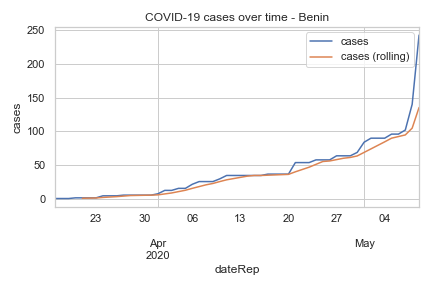 COVID-19 cases over time - Benin
cases
cases (rolling)
250
200
150
100
50
0
cases
23 30 06 13 20 27 04
Apr May
2020
dateRep